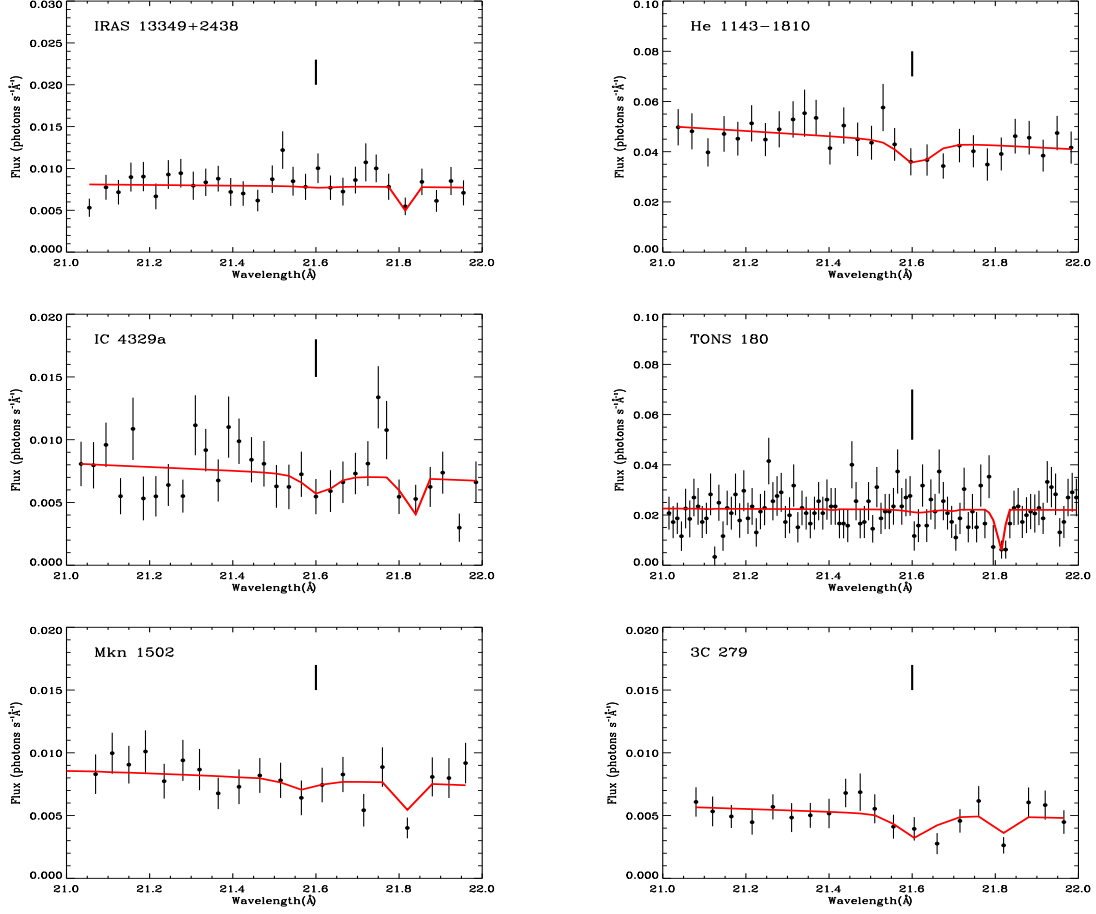 IRAS 13349+2438
Flux (photons s⁻¹Å⁻¹)
0.030
0.025
0.020
0.015
0.010
0.005
0.000
21.0 21.2 21.4 21.6 21.8 22.0
Wavelength(Å)
He 1143−1810
Flux (photons s⁻¹Å⁻¹)
0.10
0.08
0.06
0.04
0.02
0.00
21.0 21.2 21.4 21.6 21.8 22.0
Wavelength(Å)
IC 4329a
Flux (photons s⁻¹Å⁻¹)
0.020
0.015
0.010
0.005
0.000
21.0 21.2 21.4 21.6 21.8 22.0
Wavelength(Å)
TONS 180
Flux (photons s⁻¹Å⁻¹)
0.10
0.08
0.06
0.04
0.02
0.00
21.0 21.2 21.4 21.6 21.8 22.0
Wavelength(Å)
Mkn 1502
Flux (photons s⁻¹Å⁻¹)
0.020
0.015
0.010
0.005
0.000
21.0 21.2 21.4 21.6 21.8 22.0
Wavelength(Å)
3C 279
Flux (photons s⁻¹Å⁻¹)
0.020
0.015
0.010
0.005
0.000
21.0 21.2 21.4 21.6 21.8 22.0
Wavelength(Å)